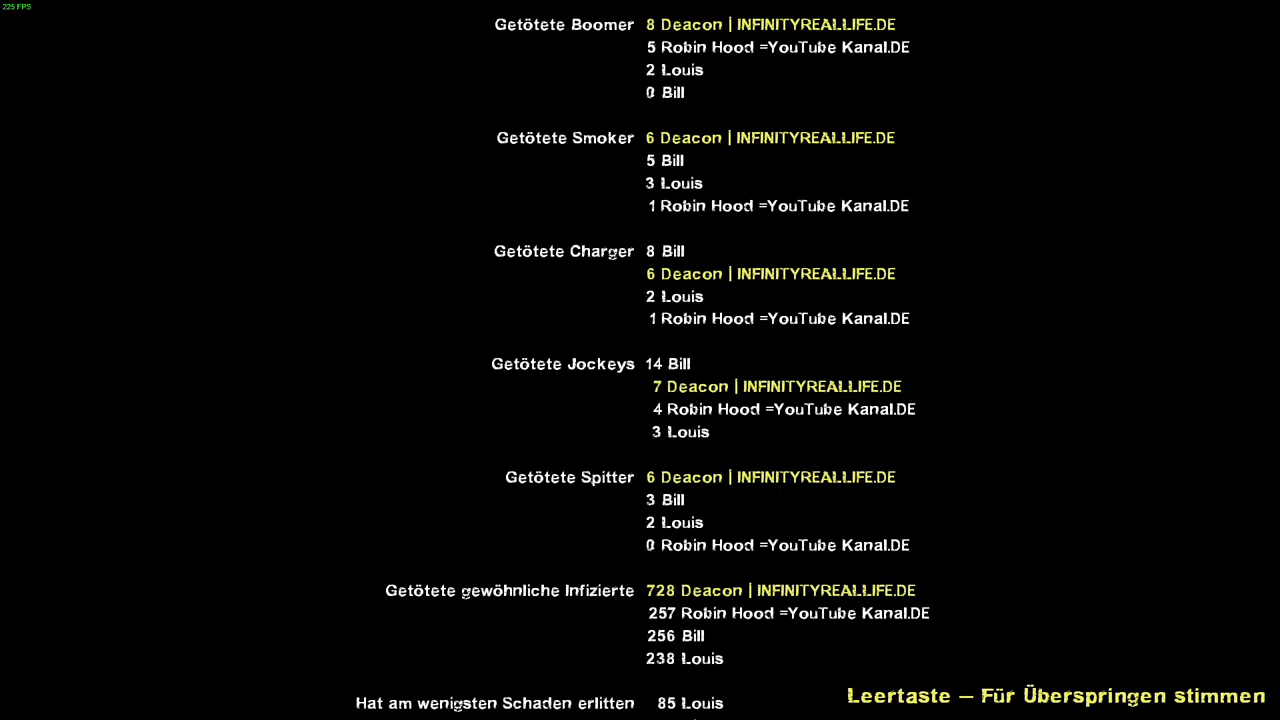 225 FPS
Getötete Boomer 8 Deacon | INFINITYREALLIFE.DE
5 Robin Hood =YouTube Kanal.DE
2 Louis
0 Bill
Getötete Smoker 6 Deacon | INFINITYREALLIFE.DE
5 Bill
3 Louis
1 Robin Hood =YouTube Kanal.DE
Getötete Charger 8 Bill
6 Deacon | INFINITYREALLIFE.DE
2 Louis
1 Robin Hood =YouTube Kanal.DE
Getötete Jockeys 14 Bill
7 Deacon | INFINITYREALLIFE.DE
4 Robin Hood =YouTube Kanal.DE
3 Louis
Getötete Spitter 6 Deacon | INFINITYREALLIFE.DE
3 Bill
2 Louis
0 Robin Hood =YouTube Kanal.DE
Getötete gewöhnliche Infizierte 728 Deacon | INFINITYREALLIFE.DE
257 Robin Hood =YouTube Kanal.DE
256 Bill
238 Louis
Hat am wenigsten Schaden erlitten 85 Louis
Leertaste – Für Überspringen stimmen